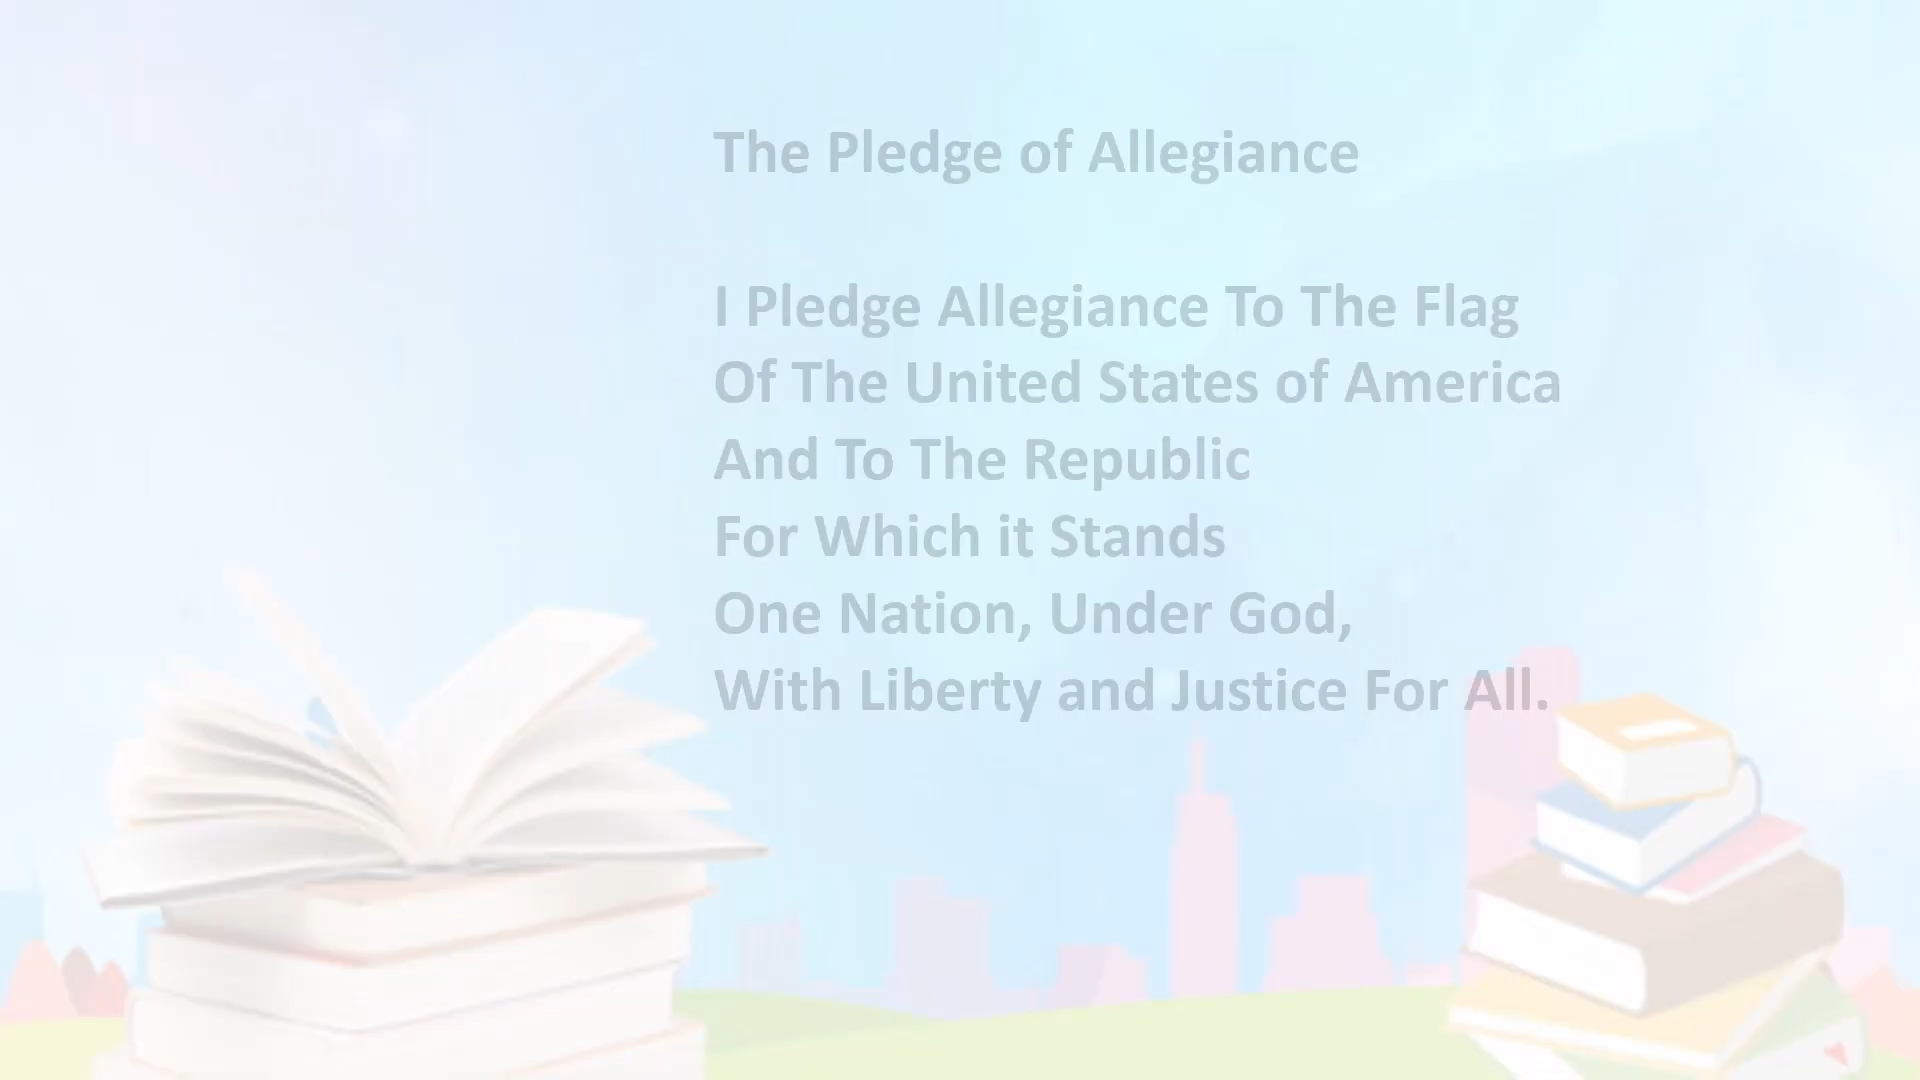 The Pledge of Allegiance
I Pledge Allegiance To The Flag
Of The United States of America
And To The Republic
For Which it Stands
One Nation, Under God,
With Liberty and Justice For All.